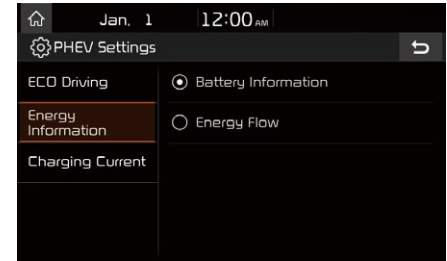 Jan. 1 12:00 AM
PHEV Settings
ECO Driving
Battery Information
Energy
Information
Energy Flow
Charging Current